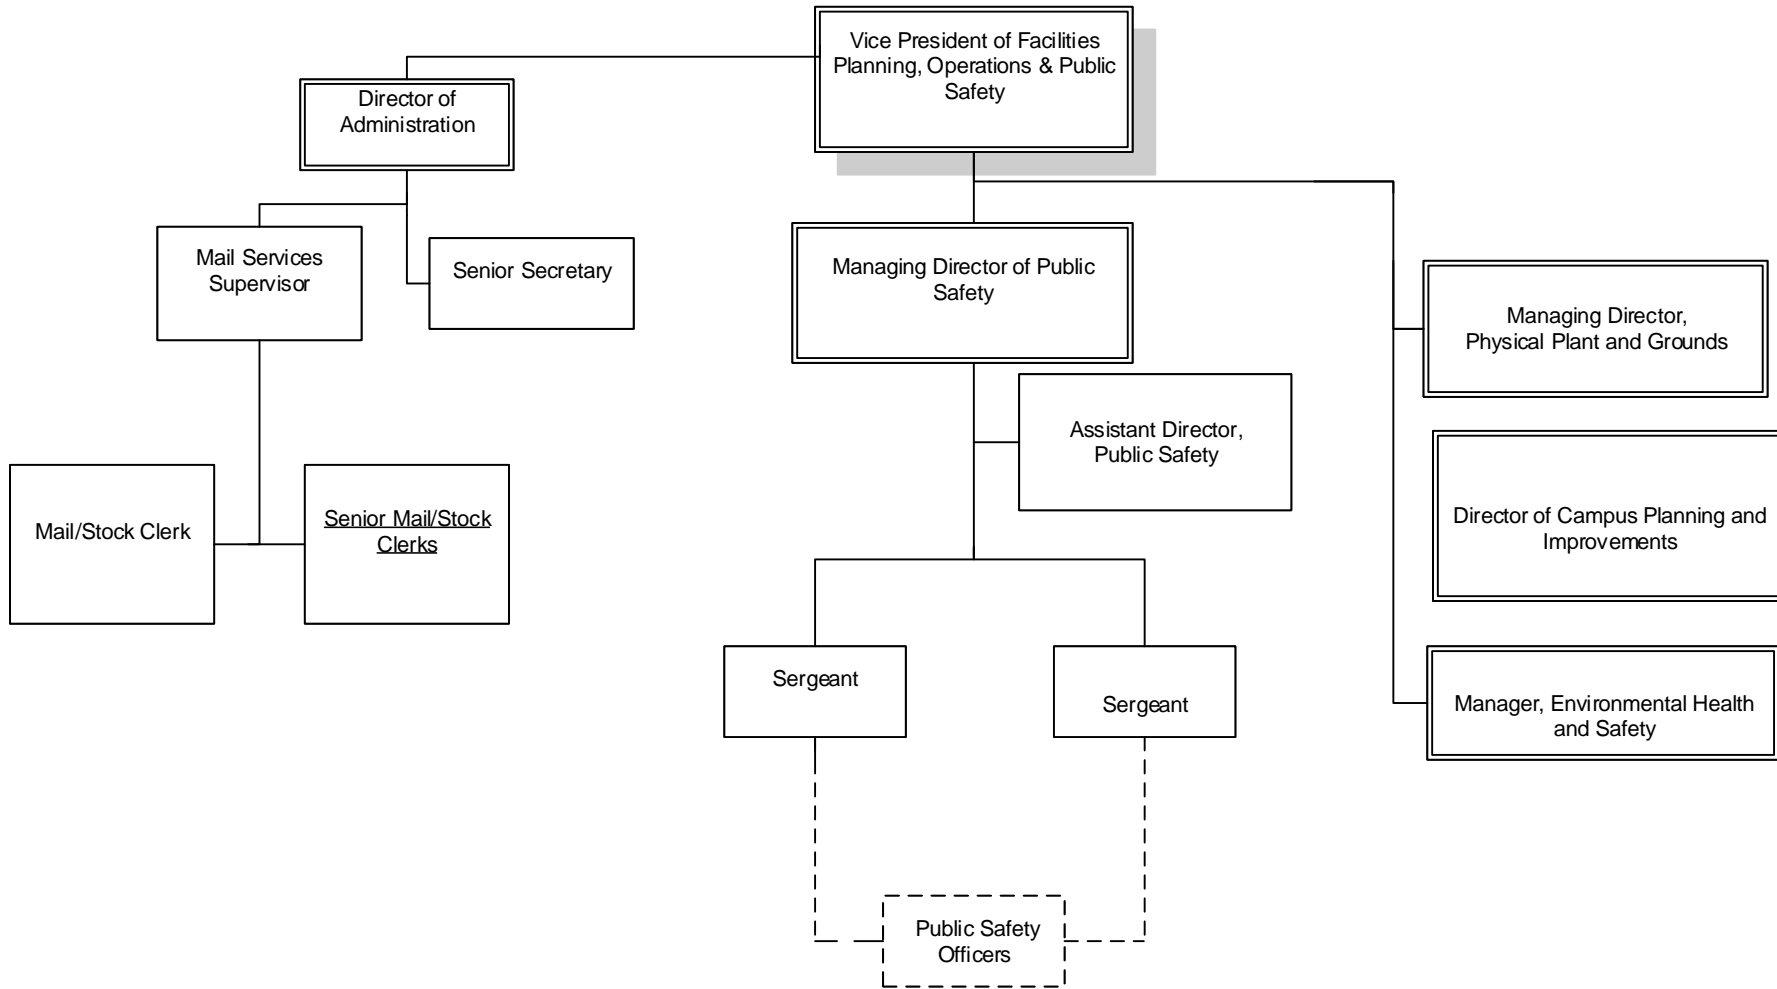 Vice President of Facilities
Planning, Operations & Public
Safety
Director of
Administration
Mail Services
Supervisor
Senior Secretary
Managing Director of Public
Safety
Managing Director,
Physical Plant and Grounds
Assistant Director,
Public Safety
Mail/Stock Clerk
Senior Mail/Stock
Clerks
Director of Campus Planning and
Improvements
Sergeant
Sergeant
Manager, Environmental Health
and Safety
Public Safety
Officers